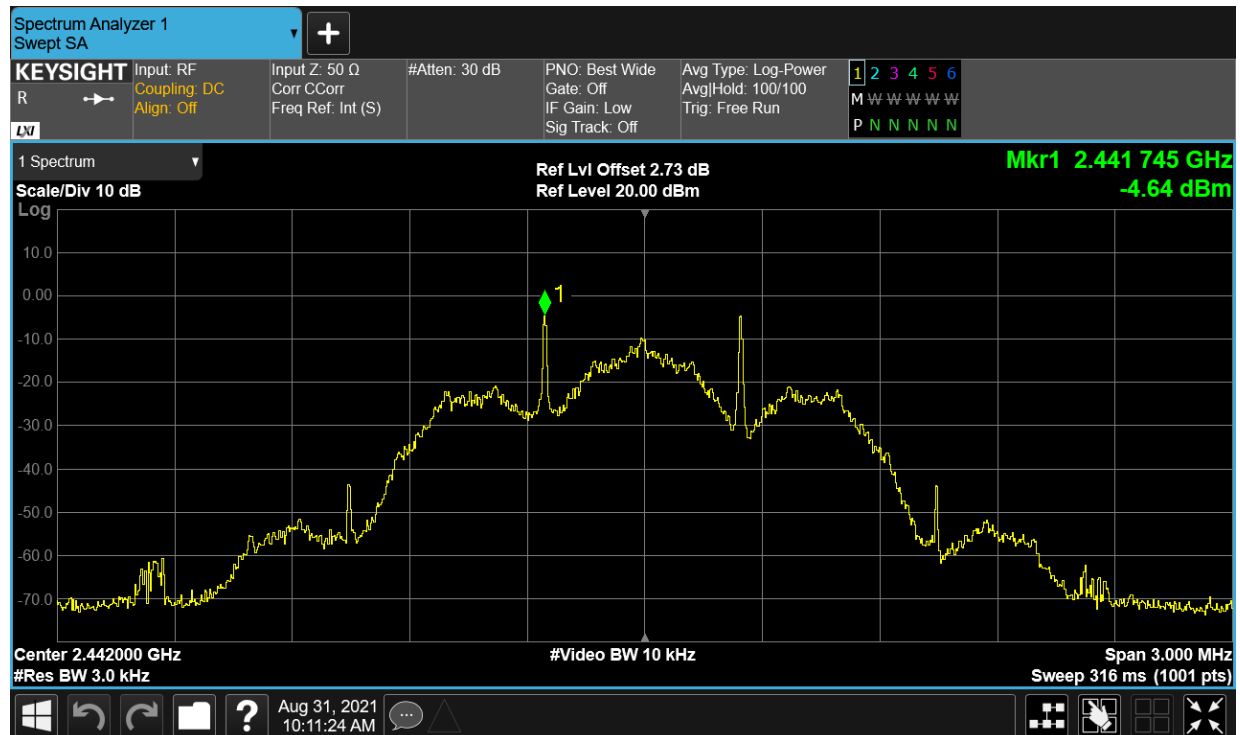 Spectrum Analyzer 1
Swept SA
KEYSIGHT
R
LXI
Input: RF
Coupling: DC
Align: Off
Input Z: 50 Ω
Corr CCorr
Freq Ref: Int (S)
#Atten: 30 dB
PNO: Best Wide
Gate: Off
IF Gain: Low
Sig Track: Off
Avg Type: Log-Power
Avg|Hold: 100/100
Trig: Free Run
1 2 3 4 5 6
M W W W W W
P N N N N N
1 Spectrum
Scale/Div 10 dB
Log
Ref Lvl Offset 2.73 dB
Ref Level 20.00 dBm
Mkr1 2.441 745 GHz
-4.64 dBm
10.0
0.00
1
-10.0
-20.0
-30.0
-40.0
-50.0
-60.0
-70.0
Center 2.442000 GHz
#Video BW 10 kHz
Span 3.000 MHz
#Res BW 3.0 kHz
Sweep 316 ms (1001 pts)
?
Aug 31, 2021
10:11:24 AM